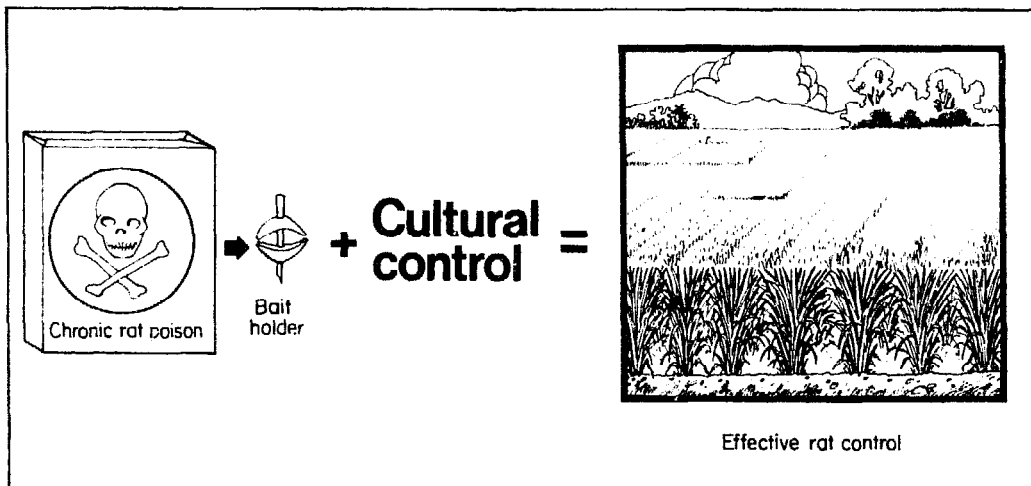 Chronic rat poison
Bait
holder
+
Cultural
control
=
Effective rat control